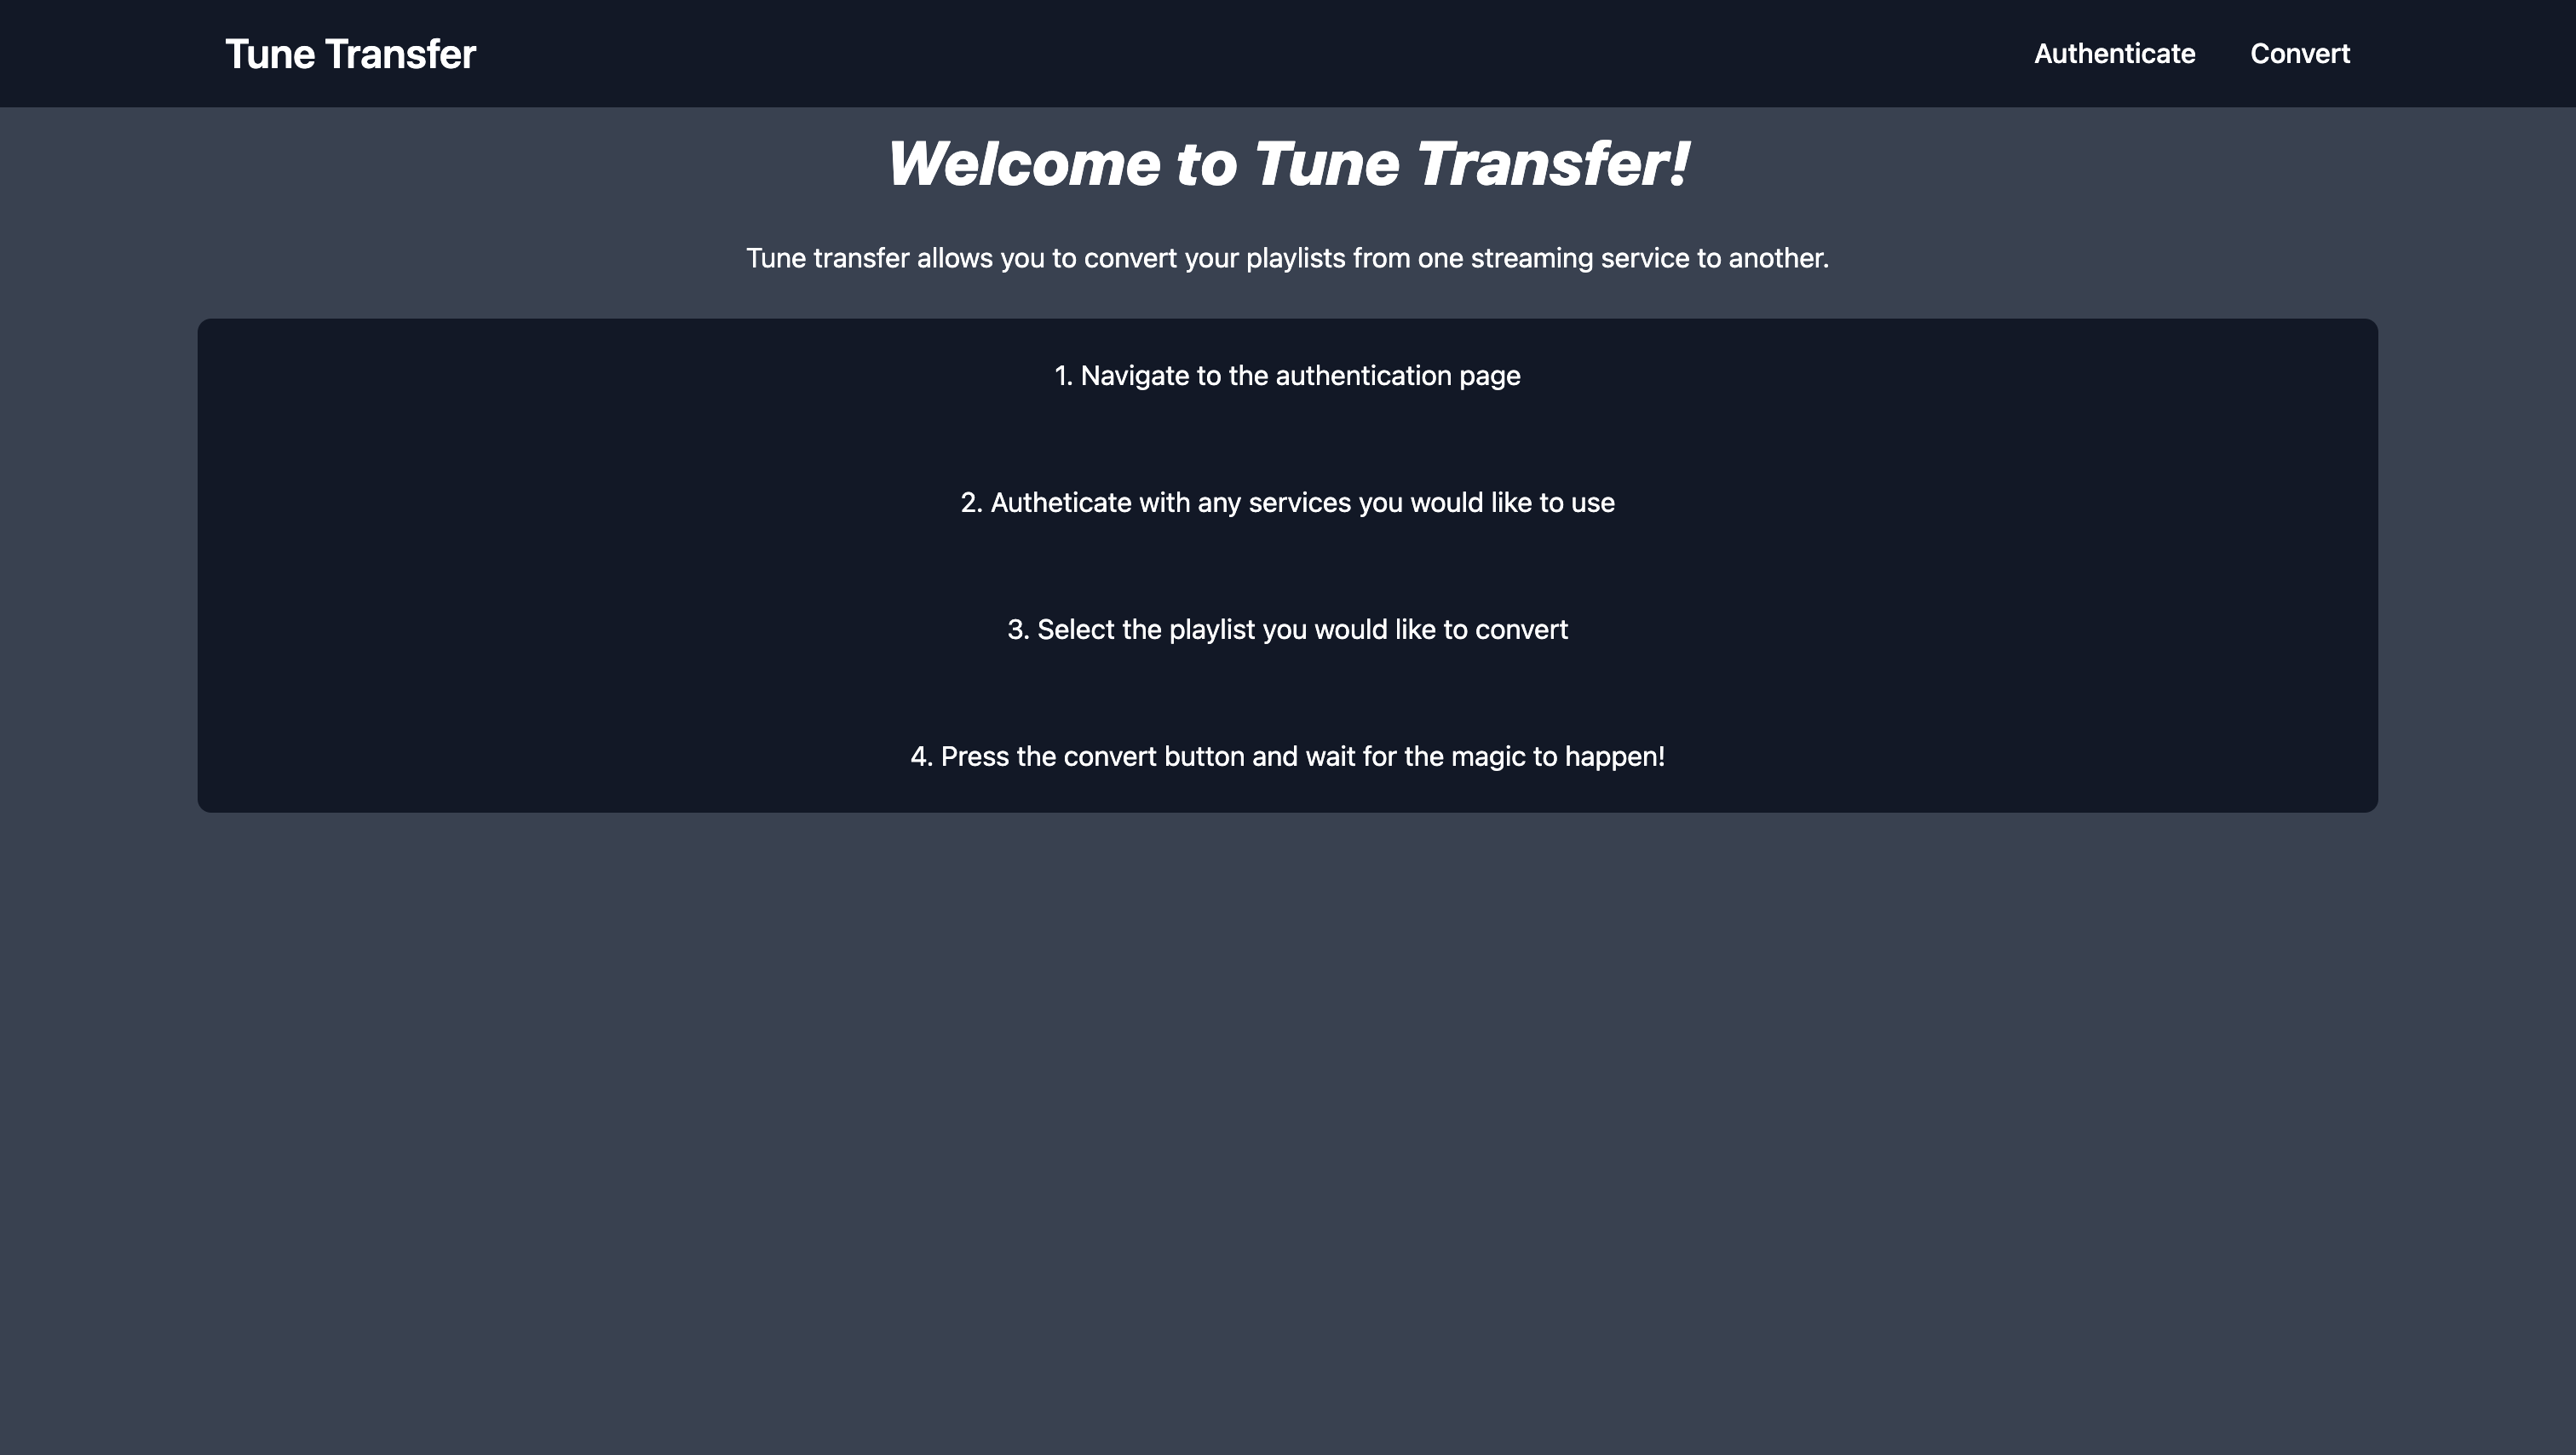 Tune Transfer
Authenticate
Convert
Welcome to Tune Transfer!
Tune transfer allows you to convert your playlists from one streaming service to another.
1. Navigate to the authentication page
2. Autheticate with any services you would like to use
3. Select the playlist you would like to convert
4. Press the convert button and wait for the magic to happen!